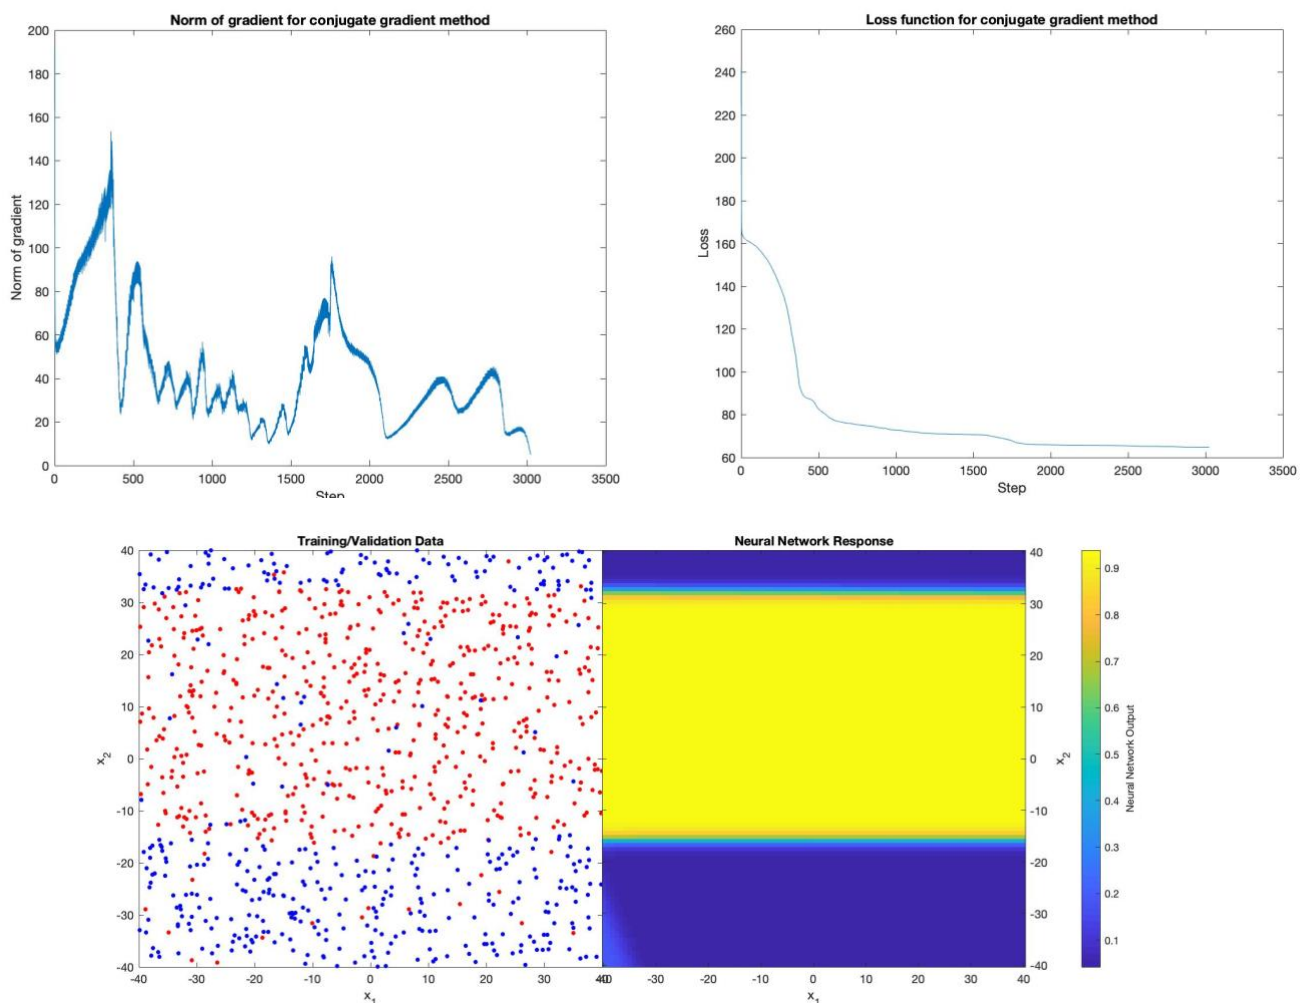 Norm of gradient for conjugate gradient method
200
180
160
140
120
100
80
60
40
20
0
Norm of gradient
0 500 1000 1500 2000 2500 3000 3500
Step
Loss function for conjugate gradient method
260
240
220
200
180
160
140
120
100
80
60
Loss
0 500 1000 1500 2000 2500 3000 3500
Step
Training/Validation Data
40
30
20
10
0
-10
-20
-30
-40
x2
-40 -30 -20 -10 0 10 20 30
x1
Neural Network Response
40
30
20
10
0
-10
-20
-30
-40
x2
-30 -20 -10 0 10 20 30 40
x1
0.9
0.8
0.7
0.6
0.5
0.4
0.3
0.2
0.1
Neural Network Output